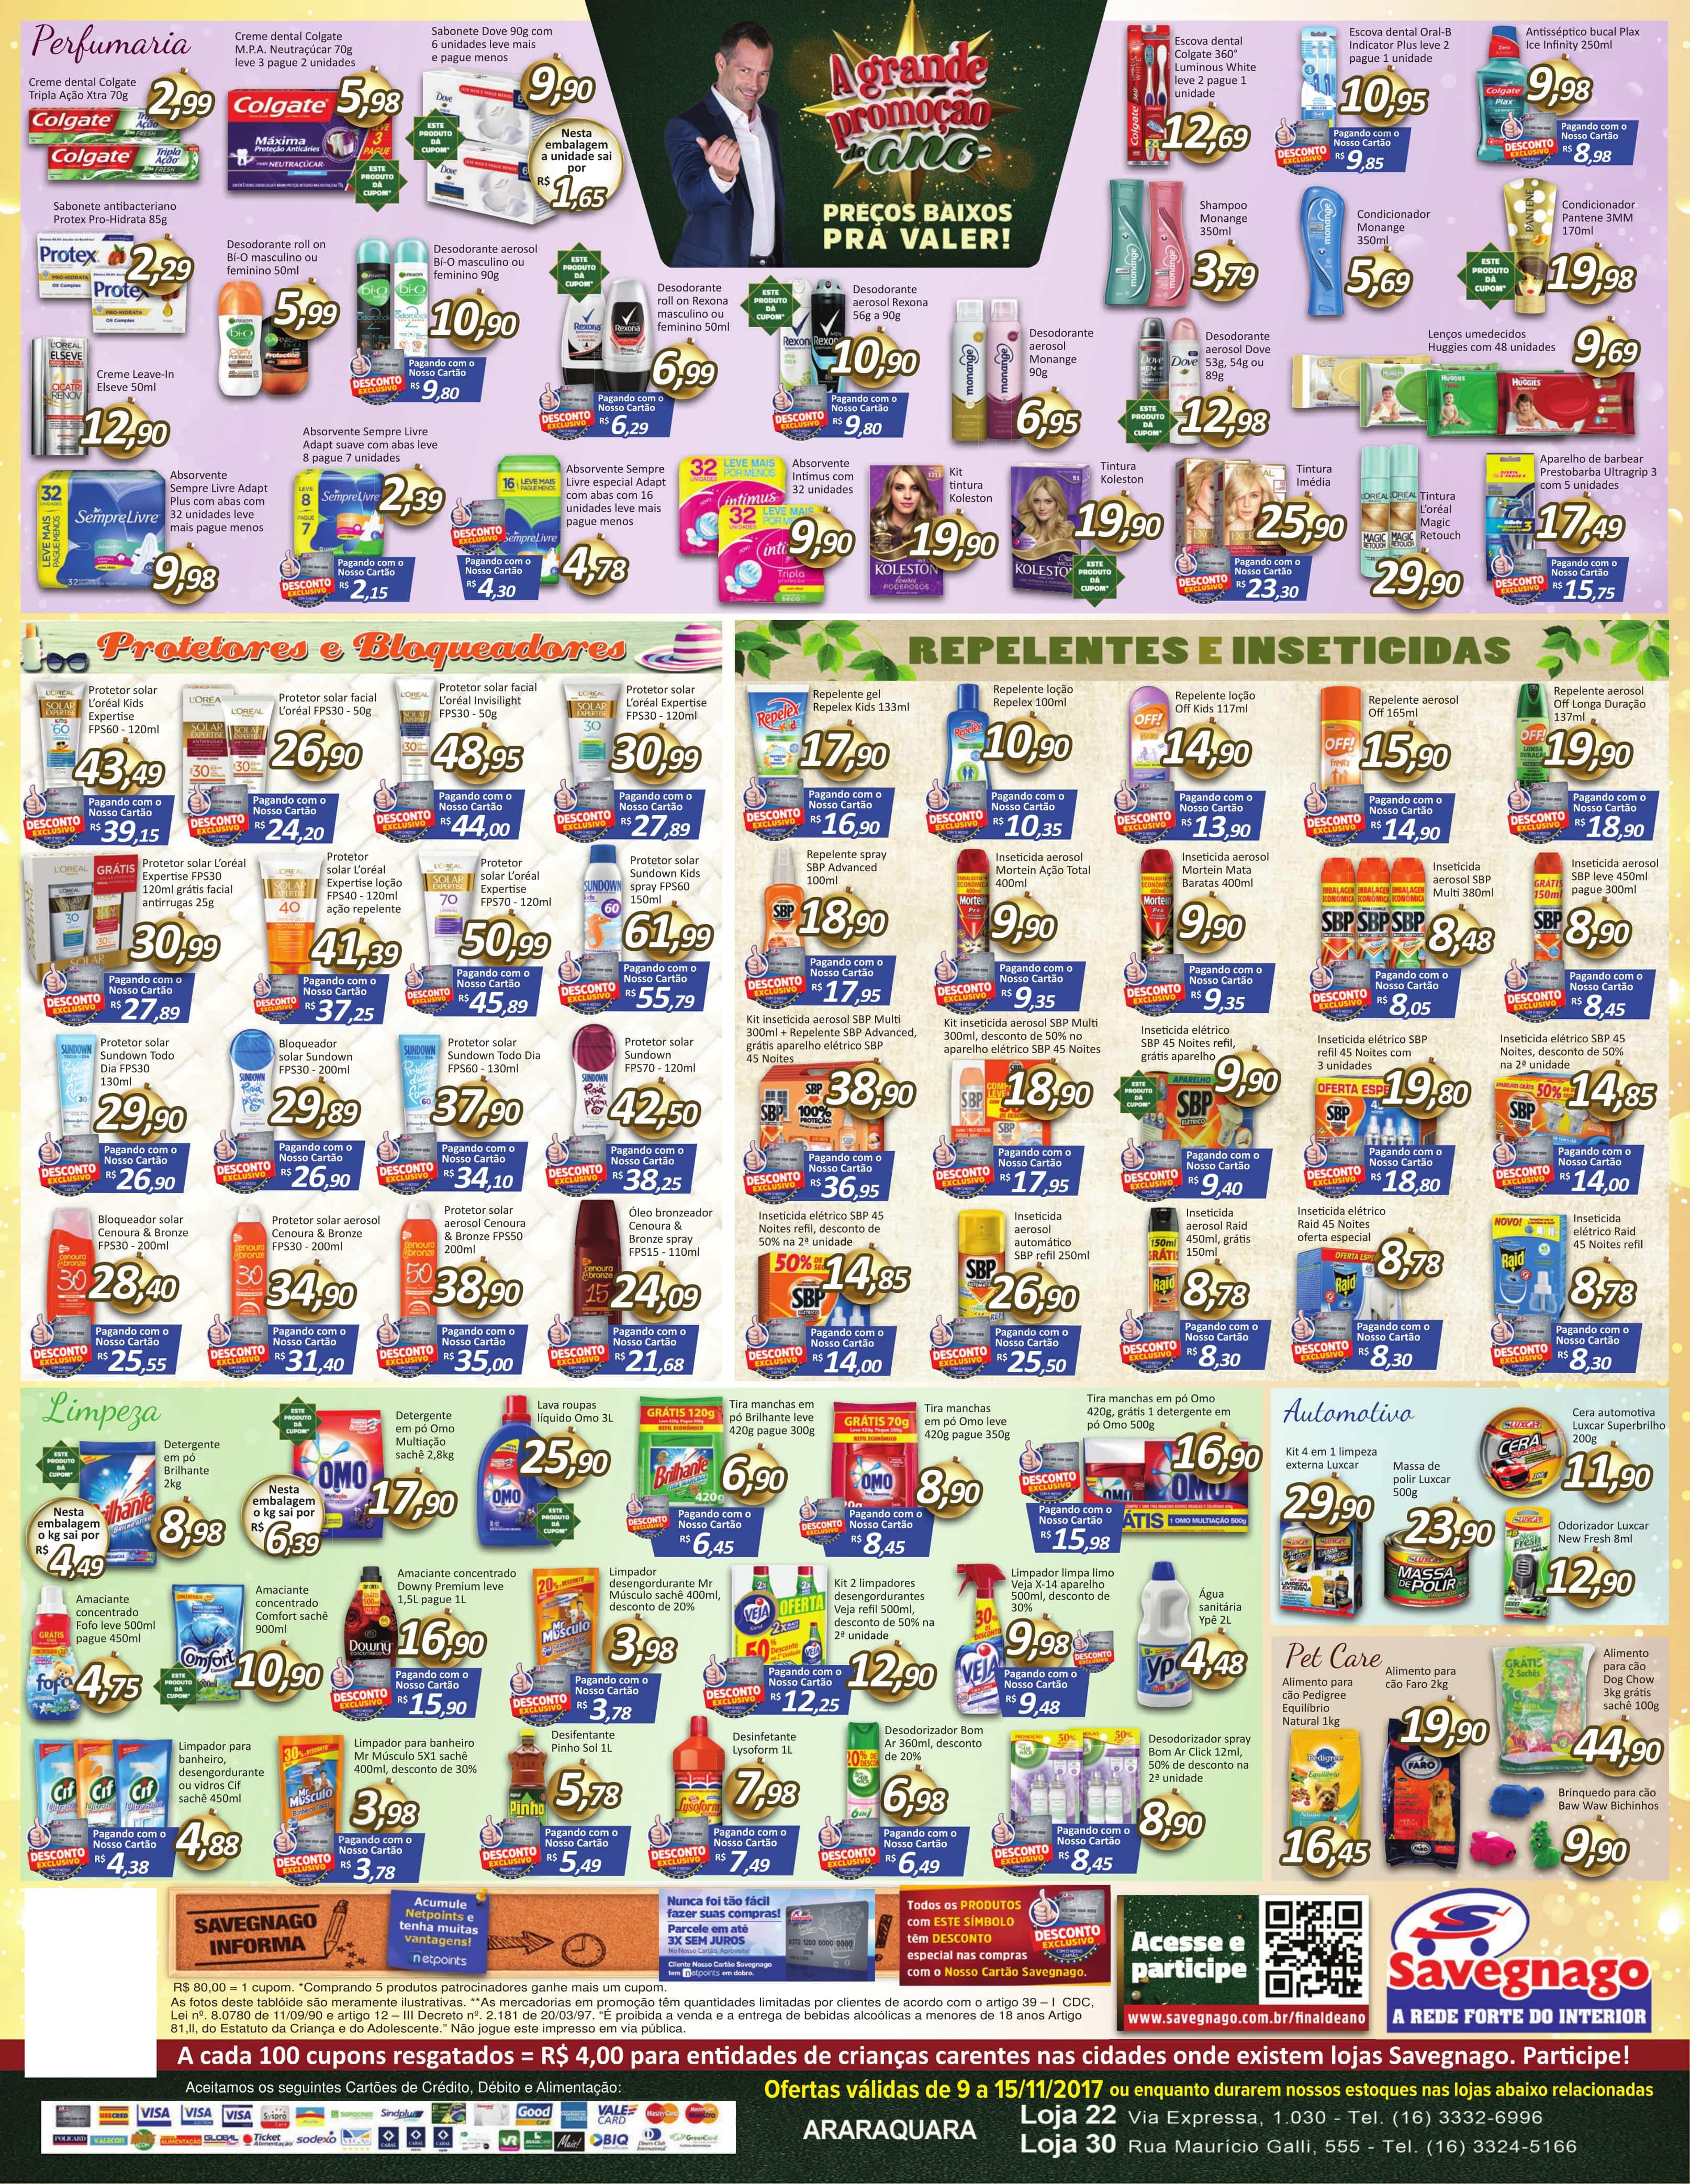 Perfumaria
Creme dental Colgate
Tripla Ação Xtra 70g
2,99
Creme dental Colgate
M.P.A. Neutraçúcar 70g
leve 3 pague 2 unidades
5,98
Sabonete Dove 90g com
6 unidades leve mais
e pague menos
9,90
Nesta
embalagem
a unidade sai
por
R$ 1,65
ESTE
PRODUTO
DÁ
CUPOM*
A grande
promoção
do ano
PREÇOS BAIXOS
PRA VALER!
Escova dental
Colgate 360°
Luminous White
leve 2 pague 1
unidade
12,69
Escova dental Oral-B
Indicator Plus leve 2
pague 1 unidade
10,95
Pagando com o
Nosso Cartão
R$ 9,85
DESCONTO
EXCLUSIVO
Antisséptico bucal Plax
Ice Infinity 250ml
9,98
Pagando com o
Nosso Cartão
R$ 8,98
Sabonete antibacteriano
Protex Pro-Hidrata 85g
2,29
Desodorante roll on
Bí-O masculino ou
feminino 50ml
5,99
Desodorante aerosol
Bí-O masculino ou
feminino 90g
10,90
Pagando com o
Nosso Cartão
R$ 9,80
Desodorante
roll on Rexona
masculino ou
feminino 50ml
6,99
Pagando com o
Nosso Cartão
R$ 6,29
Desodorante
aerosol Rexona
56g a 90g
10,90
Pagando com o
Nosso Cartão
R$ 9,80
Desodorante
aerosol
Monange
90g
6,95
Shampoo
Monange
350ml
3,79
Condicionador
Monange
350ml
5,69
Condicionador
Pantene 3MM
170ml
19,98
Desodorante
aerosol Dove
53g, 54g ou
89g
12,98
Lenços umedecidos
Huggies com 48 unidades
9,69
Creme Leave-In
Elseve 50ml
12,90
Absorvente
Sempre Livre Adapt
Plus com abas com
32 unidades leve
mais pague menos
9,98
Absorvente Sempre Livre
Adapt suave com abas leve
8 pague 7 unidades
2,39
Pagando com o
Nosso Cartão
R$ 2,15
Absorvente Sempre
Livre especial Adapt
com abas com 16
unidades leve mais
pague menos
4,78
Pagando com o
Nosso Cartão
R$ 4,30
Absorvente
Intimus com
32 unidades
9,90
Kit
tintura
Koleston
19,90
Tintura
Koleston
19,90
Tintura
Imédia
25,90
Pagando com o
Nosso Cartão
R$ 23,30
Tintura
L'oréal
Magic
Retouch
29,90
Aparelho de barbear
Prestobarba Ultragrip 3
com 5 unidades
17,49
Pagando com o
Nosso Cartão
R$ 15,75
Protetores e Bloqueadores
Protetor solar
L'oréal Kids
Expertise
FPS60 - 120ml
43,49
Pagando com o
Nosso Cartão
R$ 39,15
Protetor solar facial
L'oréal FPS30 - 50g
26,90
Pagando com o
Nosso Cartão
R$ 24,20
Protetor solar facial
L'oréal Invisilight
FPS30 - 50g
48,95
Pagando com o
Nosso Cartão
R$ 44,00
Protetor solar
L'oréal Expertise
FPS30 - 120ml
30,99
Pagando com o
Nosso Cartão
R$ 27,89
Protetor solar L'oréal
Expertise FPS30
120ml grátis facial
antirrugas 25g
30,99
Pagando com o
Nosso Cartão
R$ 27,89
Protetor
solar L'oréal
Expertise loção
FPS40 - 120ml
ação repelente
41,39
Pagando com o
Nosso Cartão
R$ 37,25
Protetor
solar L'oréal
Expertise
FPS70 - 120ml
50,99
Pagando com o
Nosso Cartão
R$ 45,89
Protetor solar
Sundown Kids
spray FPS60
150ml
61,99
Pagando com o
Nosso Cartão
R$ 55,79
Protetor solar
Sundown Todo
Dia FPS30
130ml
29,90
Pagando com o
Nosso Cartão
R$ 26,90
Bloqueador
solar Sundown
FPS30 - 200ml
29,89
Pagando com o
Nosso Cartão
R$ 26,90
Protetor solar
Sundown Todo Dia
FPS60 - 130ml
37,90
Pagando com o
Nosso Cartão
R$ 34,10
Protetor solar
Sundown
FPS70 - 120ml
42,50
Pagando com o
Nosso Cartão
R$ 38,25
Bloqueador solar
Cenoura & Bronze
FPS30 - 200ml
28,40
Pagando com o
Nosso Cartão
R$ 25,55
Protetor solar aerosol
Cenoura & Bronze
FPS30 - 200ml
34,90
Pagando com o
Nosso Cartão
R$ 31,40
Protetor solar
aerosol Cenoura
& Bronze FPS50
200ml
38,90
Pagando com o
Nosso Cartão
R$ 35,00
Óleo bronzeador
Cenoura &
Bronze spray
FPS15 - 110ml
24,09
Pagando com o
Nosso Cartão
R$ 21,68
REPELENTES E INSETICIDAS
Repelente gel
Repelex Kids 133ml
17,90
Pagando com o
Nosso Cartão
R$ 16,90
Repelente loção
Repelex 100ml
10,90
Pagando com o
Nosso Cartão
R$ 10,35
Repelente loção
Off Kids 117ml
14,90
Pagando com o
Nosso Cartão
R$ 13,90
Repelente aerosol
Off 165ml
15,90
Pagando com o
Nosso Cartão
R$ 14,90
Repelente aerosol
Off Longa Duração
137ml
19,90
Pagando com o
Nosso Cartão
R$ 18,90
Repelente spray
SBP Advanced
100ml
18,90
Pagando com o
Nosso Cartão
R$ 17,95
Inseticida aerosol
Mortein Ação Total
400ml
9,90
Pagando com o
Nosso Cartão
R$ 9,35
Inseticida aerosol
Mortein Mata
Baratas 400ml
9,90
Pagando com o
Nosso Cartão
R$ 9,35
Inseticida
aerosol SBP
Multi 380ml
8,48
Pagando com o
Nosso Cartão
R$ 8,05
Inseticida aerosol
SBP leve 450ml
pague 300ml
8,90
Pagando com o
Nosso Cartão
R$ 8,45
Kit inseticida aerosol SBP Multi
300ml + Repelente SBP Advanced,
grátis aparelho elétrico SBP
45 Noites
38,90
Pagando com o
Nosso Cartão
R$ 36,95
Kit inseticida aerosol SBP Multi
300ml, desconto de 50% no
aparelho elétrico SBP 45 Noites
18,90
Pagando com o
Nosso Cartão
R$ 17,95
Inseticida elétrico
SBP 45 Noites refil,
grátis aparelho
9,90
Pagando com o
Nosso Cartão
R$ 9,40
Inseticida elétrico SBP
refil 45 Noites com
3 unidades
19,80
Pagando com o
Nosso Cartão
R$ 18,80
Inseticida elétrico SBP 45
Noites, desconto de 50%
na 2ª unidade
14,85
Pagando com o
Nosso Cartão
R$ 14,00
Inseticida elétrico SBP 45
Noites refil, desconto de
50% na 2ª unidade
14,85
Pagando com o
Nosso Cartão
R$ 14,00
Inseticida
aerosol
automático
SBP refil 250ml
26,90
Pagando com o
Nosso Cartão
R$ 25,50
Inseticida
aerosol Raid
450ml, grátis
150ml
8,78
Pagando com o
Nosso Cartão
R$ 8,30
Inseticida elétrico
Raid 45 Noites
oferta especial
8,78
Pagando com o
Nosso Cartão
R$ 8,30
Inseticida
elétrico Raid
45 Noites refil
8,78
Pagando com o
Nosso Cartão
R$ 8,30
Limpeza
Detergente
em pó
Brilhante
2kg
8,98
Nesta
embalagem
o kg sai por
R$ 4,49
Detergente
em pó Omo
Multiação
sachê 2,8kg
17,90
Nesta
embalagem
o kg sai por
R$ 6,39
Lava roupas
líquido Omo 3L
25,90
Tira manchas em
pó Brilhante leve
420g pague 300g
6,90
Pagando com o
Nosso Cartão
R$ 6,45
Tira manchas
em pó Omo leve
420g pague 350g
8,90
Pagando com o
Nosso Cartão
R$ 8,45
Tira manchas em pó Omo
420g, grátis 1 detergente em
pó Omo 500g
16,90
Pagando com o
Nosso Cartão
R$ 15,98
Amaciante
concentrado
Fofo leve 500ml
pague 450ml
4,75
Amaciante
concentrado
Comfort sachê
900ml
10,90
Amaciante concentrado
Downy Premium leve
1,5L pague 1L
16,90
Pagando com o
Nosso Cartão
R$ 15,90
Limpador
desengordurante Mr
Músculo sachê 400ml,
desconto de 20%
3,98
Pagando com o
Nosso Cartão
R$ 3,78
Kit 2 limpadores
desengordurantes
Veja refil 500ml,
desconto de 50% na
2ª unidade
12,90
Pagando com o
Nosso Cartão
R$ 12,25
Limpador limpa limo
Veja X-14 aparelho
500ml, desconto de
30%
9,98
Pagando com o
Nosso Cartão
R$ 9,48
Água
sanitária
Ypê 2L
4,48
Limpador para
banheiro,
desengordurante
ou vidros Cif
sachê 450ml
4,88
Pagando com o
Nosso Cartão
R$ 4,38
Limpador para banheiro
Mr Músculo 5X1 sachê
400ml, desconto de 30%
3,98
Pagando com o
Nosso Cartão
R$ 3,78
Desifentante
Pinho Sol 1L
5,78
Pagando com o
Nosso Cartão
R$ 5,49
Desinfetante
Lysoform 1L
7,98
Pagando com o
Nosso Cartão
R$ 7,49
Desodorizador Bom
Ar 360ml, desconto
de 20%
6,98
Pagando com o
Nosso Cartão
R$ 6,49
Desodorizador spray
Bom Ar Click 12ml,
50% de desconto na
2ª unidade
8,90
Pagando com o
Nosso Cartão
R$ 8,45
Automotivo
Kit 4 em 1 limpeza
externa Luxcar
29,90
Massa de
polir Luxcar
500g
23,90
Cera automotiva
Luxcar Superbrilho
200g
11,90
Odorizador Luxcar
New Fresh 8ml
12,90
Pet Care
Alimento para
cão Pedigree
Equilíbrio
Natural 1kg
16,45
Alimento para
cão Faro 2kg
19,90
Alimento
para cão
Dog Chow
3kg grátis
sachê 100g
44,90
Brinquedo para cão
Baw Waw Bichinhos
9,90
SAVEGNAGO
INFORMA
Acumule
Netpoints e
tenha muitas
vantagens!
netpoints
Nunca foi tão fácil
fazer suas compras!
Parcele em até
3X SEM JUROS
No Nosso Cartão, Aproveite!
Cliente Nosso Cartão Savegnago
tem netpoints em dobro.
Todos os PRODUTOS
com ESTE SÍMBOLO
têm DESCONTO
especial nas compras
com o Nosso Cartão Savegnago.
DESCONTO
EXCLUSIVO
Acesse e
participe
www.savegnago.com.br/finaldeano
Savegnago
A REDE FORTE DO INTERIOR
R$ 80,00 = 1 cupom. *Comprando 5 produtos patrocinadores ganhe mais um cupom.
As fotos deste tablóide são meramente ilustrativas. **As mercadorias em promoção têm quantidades limitadas por clientes de acordo com o artigo 39 – I CDC,
Lei nº. 8.0780 de 11/09/90 e artigo 12 – III Decreto nº. 2.181 de 20/03/97. "É proibida a venda e a entrega de bebidas alcoólicas a menores de 18 anos Artigo
81,II, do Estatuto da Criança e do Adolescente." Não jogue este impresso em via pública.
A cada 100 cupons resgatados = R$ 4,00 para entidades de crianças carentes nas cidades onde existem lojas Savegnago. Participe!
Aceitamos os seguintes Cartões de Crédito, Débito e Alimentação:
Ofertas válidas de 9 a 15/11/2017 ou enquanto durarem nossos estoques nas lojas abaixo relacionadas
ARARAQUARA
Loja 22 Via Expressa, 1.030 - Tel. (16) 3332-6996
Loja 30 Rua Maurício Galli, 555 - Tel. (16) 3324-5166